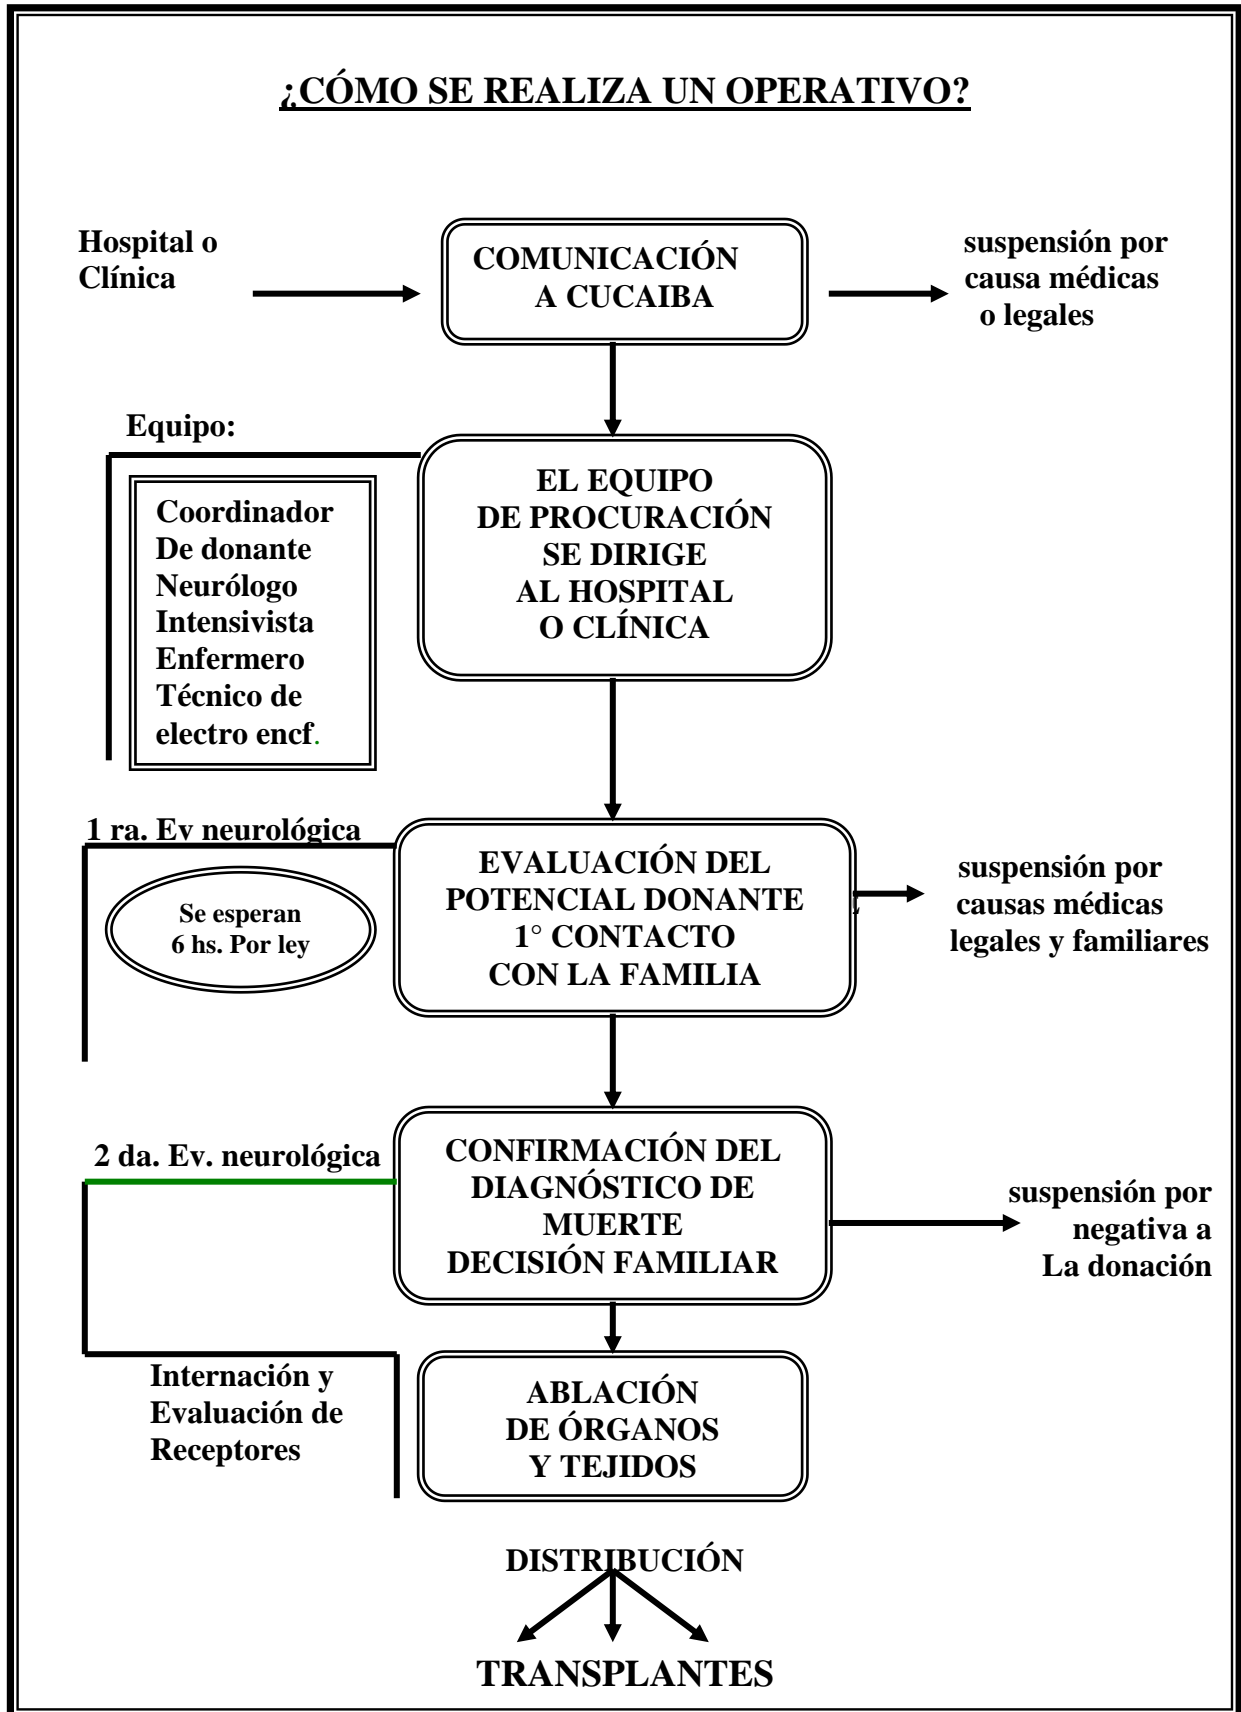 ¿CÓMO SE REALIZA UN OPERATIVO?
Hospital o
Clínica
COMUNICACIÓN
A CUCAIBA
suspensión por
causa médicas
o legales
Equipo:
Coordinador
De donante
Neurólogo
Intensivista
Enfermero
Técnico de
electro encf.
EL EQUIPO
DE PROCURACIÓN
SE DIRIGE
AL HOSPITAL
O CLÍNICA
1 ra. Ev neurológica
Se esperan
6 hs. Por ley
EVALUACIÓN DEL
POTENCIAL DONANTE
1° CONTACTO
CON LA FAMILIA
suspensión por
causas médicas
legales y familiares
2 da. Ev. neurológica
CONFIRMACIÓN DEL
DIAGNÓSTICO DE
MUERTE
DECISIÓN FAMILIAR
suspensión por
negativa a
La donación
Internación y
Evaluación de
Receptores
ABLACIÓN
DE ÓRGANOS
Y TEJIDOS
DISTRIBUCIÓN
TRANSPLANTES